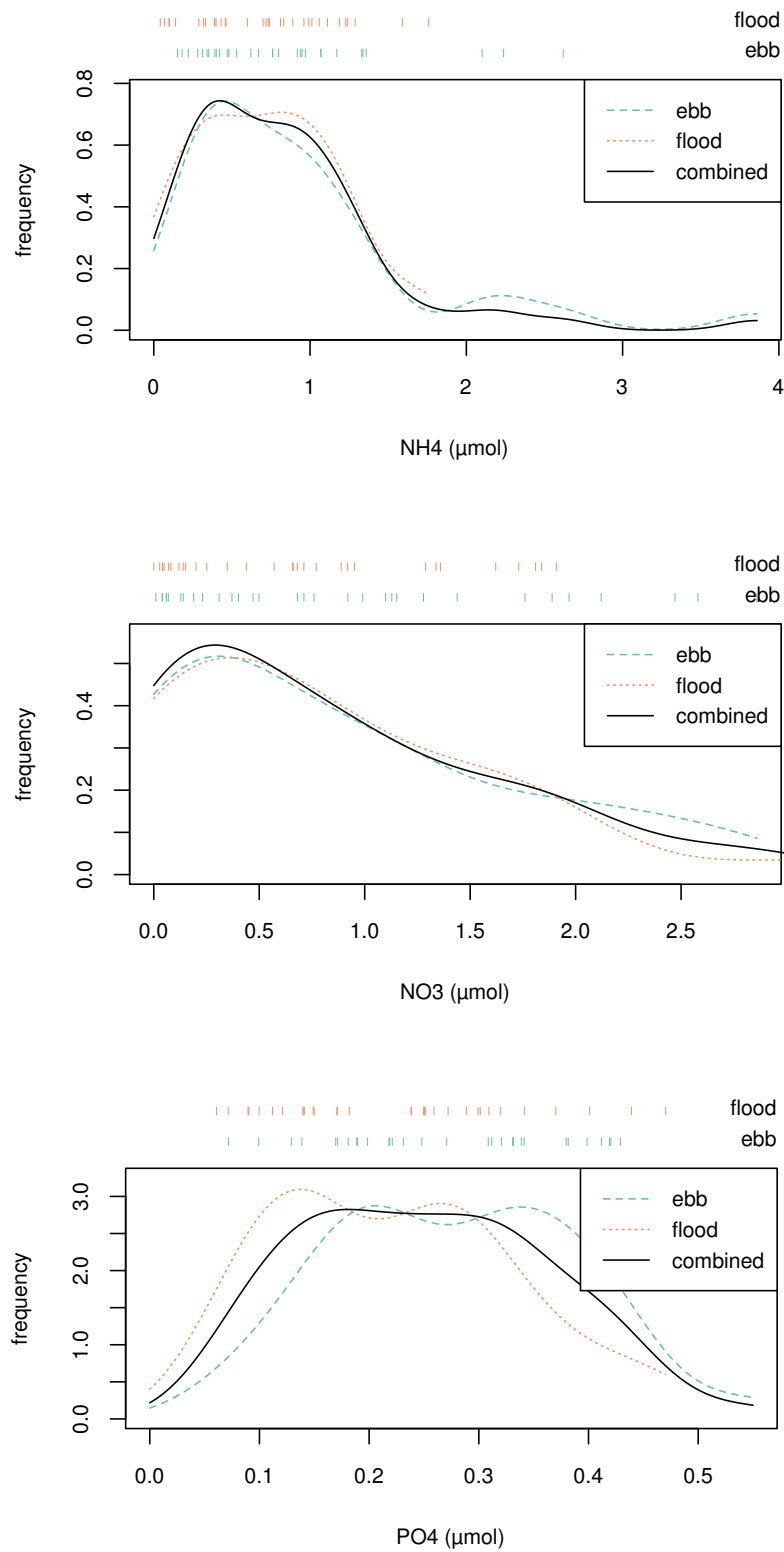 flood
ebb
0.8
0.6
0.4
0.2
0.0
frequency
ebb
flood
combined
0 1 2 3 4
NH4 (µmol)
flood
ebb
0.4
0.2
0.0
frequency
ebb
flood
combined
0.0 0.5 1.0 1.5 2.0 2.5
NO3 (µmol)
flood
ebb
3.0
2.0
1.0
0.0
frequency
ebb
flood
combined
0.0 0.1 0.2 0.3 0.4 0.5
PO4 (µmol)